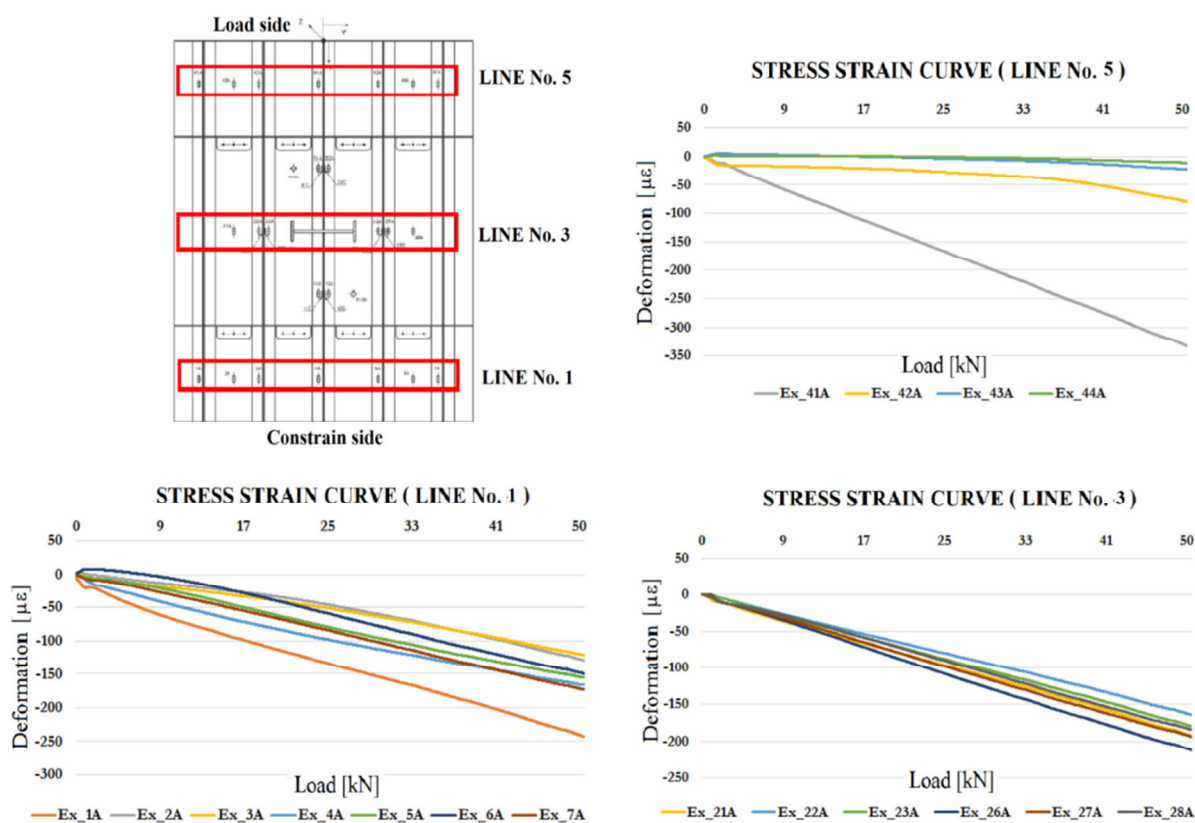 Load side
Z
Y
LINE No. 5
LINE No. 3
LINE No. 1
Constrain side
STRESS STRAIN CURVE ( LINE No. 5 )
0 9 17 25 33 41 50
50
0
-50
-100
-150
-200
-250
-300
-350
Deformation [με]
Load [kN]
Ex_41A Ex_42A Ex_43A Ex_44A
STRESS STRAIN CURVE ( LINE No. 1 )
0 9 17 25 33 41 50
50
0
-50
-100
-150
-200
-250
-300
Deformation [με]
Load [kN]
Ex_1A Ex_2A Ex_3A Ex_4A Ex_5A Ex_6A Ex_7A
STRESS STRAIN CURVE ( LINE No. 3 )
0 9 17 25 33 41 50
50
0
-50
-100
-150
-200
-250
Deformation [με]
Load [kN]
Ex_21A Ex_22A Ex_23A Ex_26A Ex_27A Ex_28A